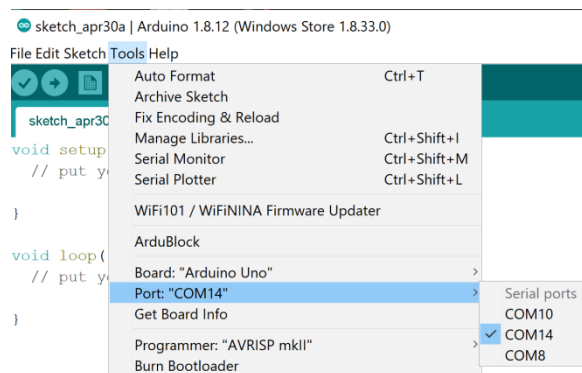 sketch_apr30a | Arduino 1.8.12 (Windows Store 1.8.33.0)
File Edit Sketch Tools Help
Auto Format Ctrl+T
Archive Sketch
sketch_apr30
Fix Encoding & Reload
void setup
Manage Libraries... Ctrl+Shift+I
Serial Monitor Ctrl+Shift+M
// put y
Serial Plotter Ctrl+Shift+L
}
WiFi101 / WiFiNINA Firmware Updater
ArduBlock
void loop(
// put y
Board: "Arduino Uno" >
Port: "COM14" > Serial ports
}
Get Board Info COM10
✓ COM14
Programmer: "AVRISP mkII" >
COM8
Burn Bootloader